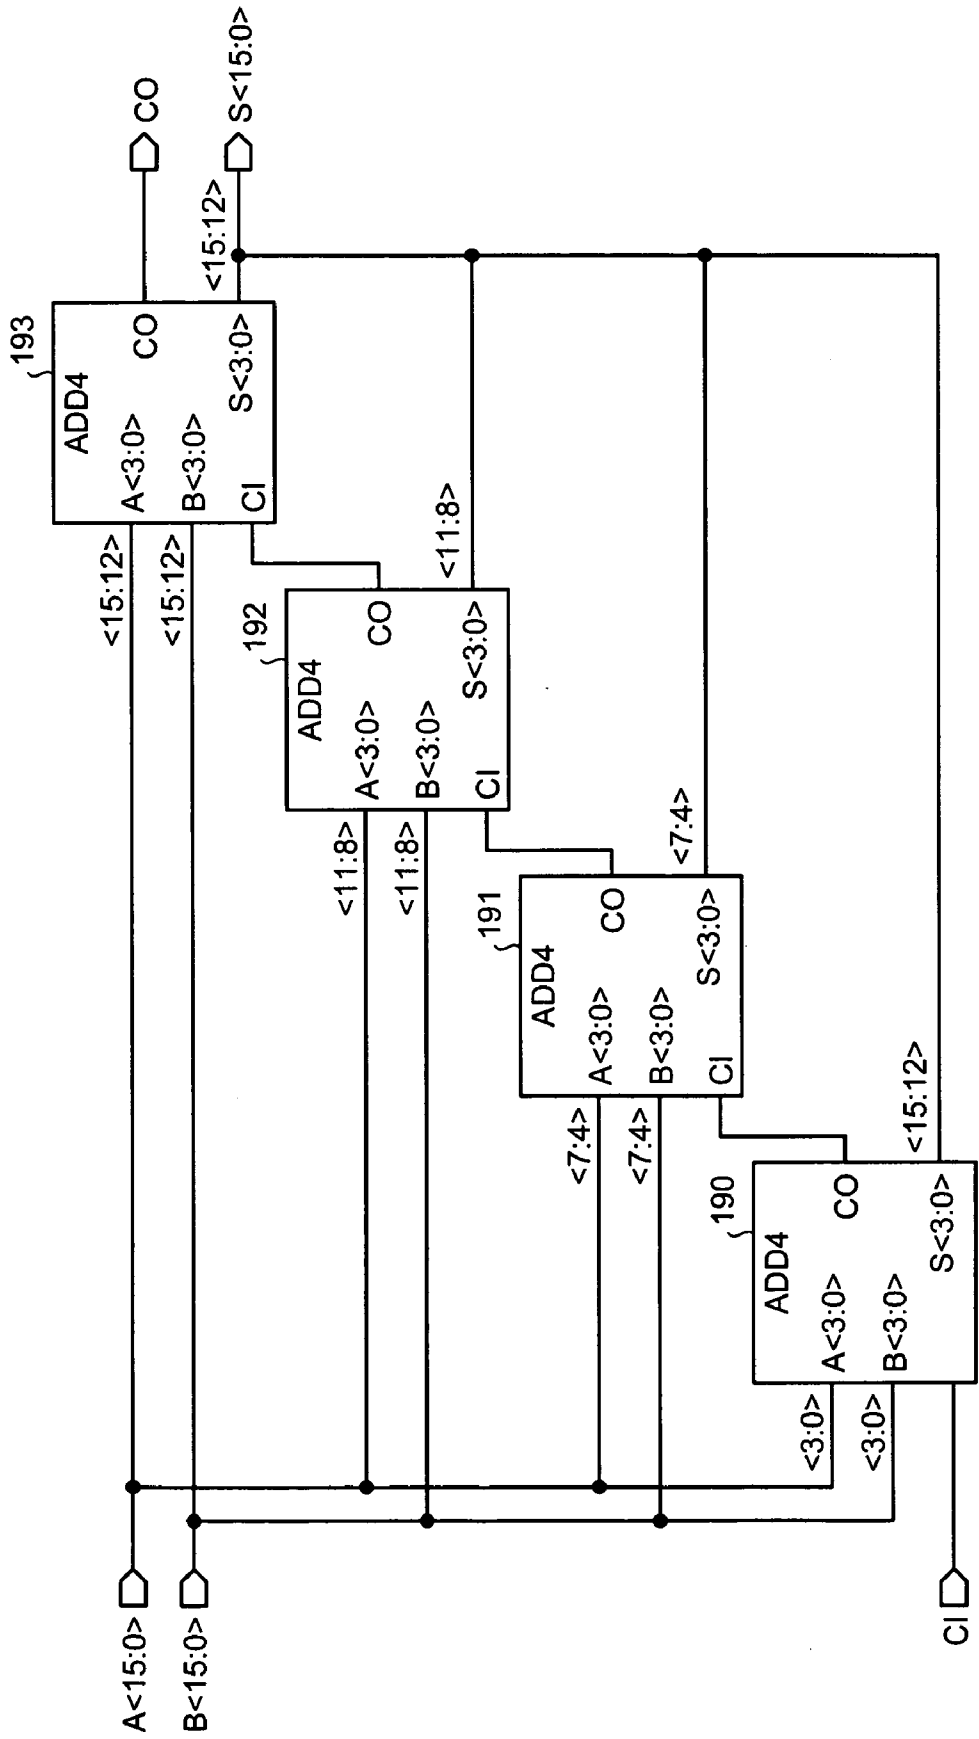 193
ADD4
A<3:0>
B<3:0>
CI
CO
S<3:0>
<15:12>
<15:12>
<15:12>
CO
S<15:0>
192
ADD4
A<3:0>
B<3:0>
CI
CO
S<3:0>
<11:8>
<11:8>
<11:8>
191
ADD4
A<3:0>
B<3:0>
CI
CO
S<3:0>
<7:4>
<7:4>
<7:4>
190
ADD4
A<3:0>
B<3:0>
CO
S<3:0>
<3:0>
<3:0>
<15:12>
A<15:0>
B<15:0>
CI